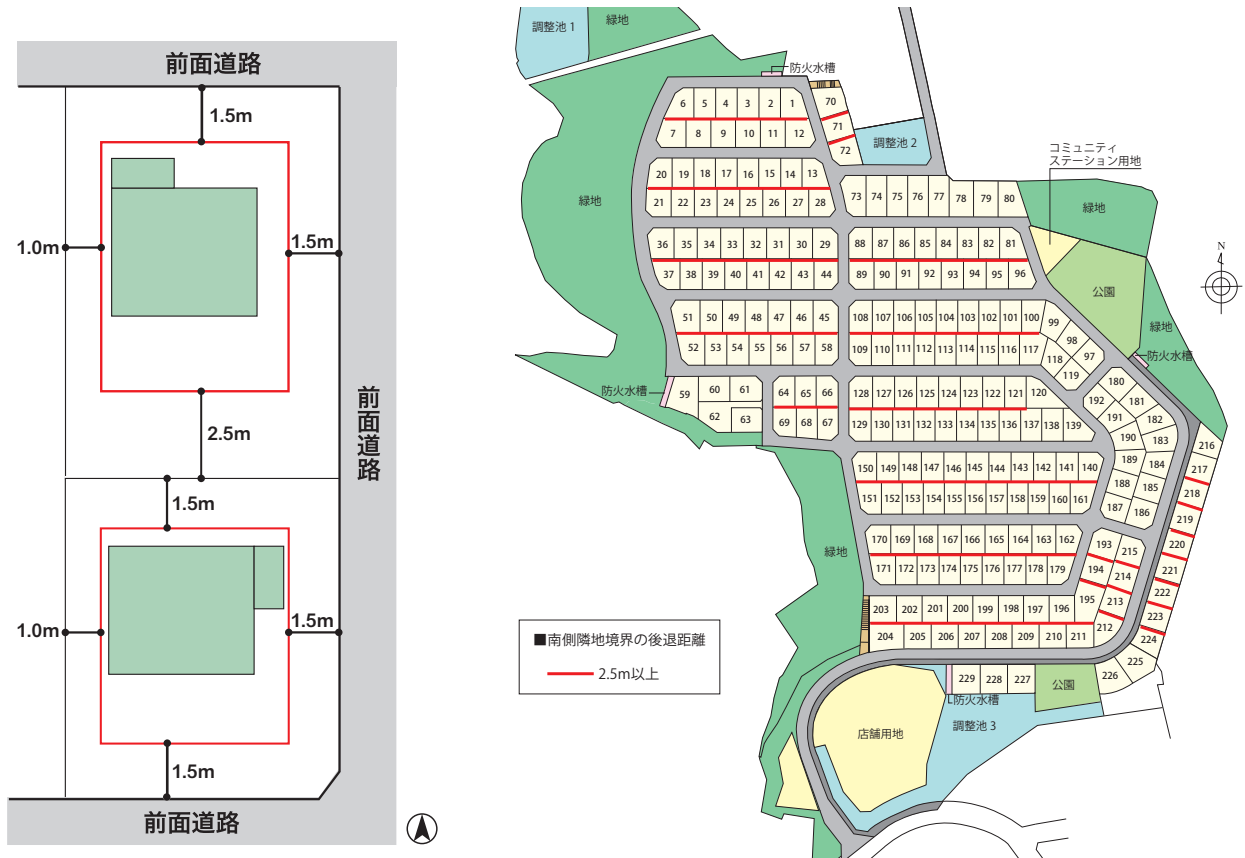 前面道路
1.5m
1.0m
1.5m
2.5m
前面道路
1.5m
1.0m
1.5m
1.5m
前面道路
調整池 1
緑地
防火水槽
6 5 4 3 2 1
7 8 9 10 11 12
70
71
72
調整池 2
コミュニティ
ステーション用地
20 19 18 17 16 15 14 13
21 22 23 24 25 26 27 28
緑地
73 74 75 76 77 78 79 80
緑地
36 35 34 33 32 31 30 29
37 38 39 40 41 42 43 44
88 87 86 85 84 83 82 81
89 90 91 92 93 94 95 96
公園
N
緑地
防火水槽
51 50 49 48 47 46 45
52 53 54 55 56 57 58
108 107 106 105 104 103 102 101 100 99 98 97
109 110 111 112 113 114 115 116 117 118 119
防火水槽
59 60 61
62 63
64 65 66
69 68 67
128 127 126 125 124 123 122 121 120
129 130 131 132 133 134 135 136 137 138 139
180 181 182 183 184 185 186
192 191 190 189 188 187
150 149 148 147 146 145 144 143 142 141 140
151 152 153 154 155 156 157 158 159 160 161
216
217
218
219
220
221
222
223
224
225
226
緑地
170 169 168 167 166 165 164 163 162
171 172 173 174 175 176 177 178 179
193 215
194 214
195 213
212
203 202 201 200 199 198 197 196
204 205 206 207 208 209 210 211
229 228 227
公園
防火水槽
調整池 3
店舗用地
■南側隣地境界の後退距離
2.5m以上